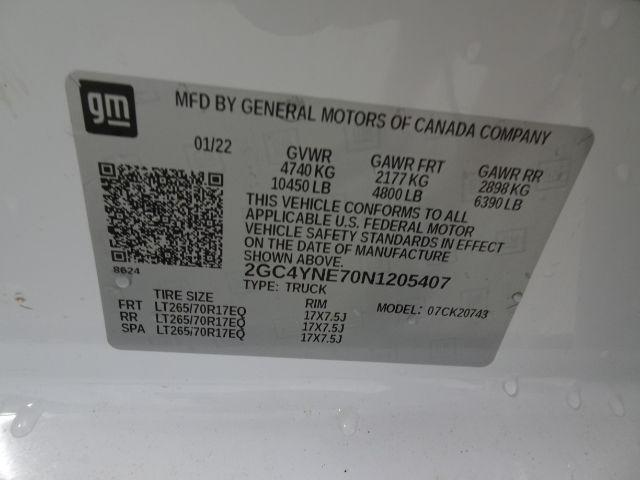 gm
MFD BY GENERAL MOTORS OF CANADA COMPANY
01/22 GVWR GAWR FRT GAWR RR
4740 KG 2177 KG 2898 KG
10450 LB 4800 LB 6390 LB
THIS VEHICLE CONFORMS TO ALL
APPLICABLE U.S. FEDERAL MOTOR
VEHICLE SAFETY STANDARDS IN EFFECT
ON THE DATE OF MANUFACTURE
SHOWN ABOVE.
8624
2GC4YNE70N1205407
TYPE: TRUCK
TIRE SIZE RIM MODEL: 07CK20743
FRT LT265/70R17EQ 17X7.5J
RR LT265/70R17EQ 17X7.5J
SPA LT265/70R17EQ 17X7.5J